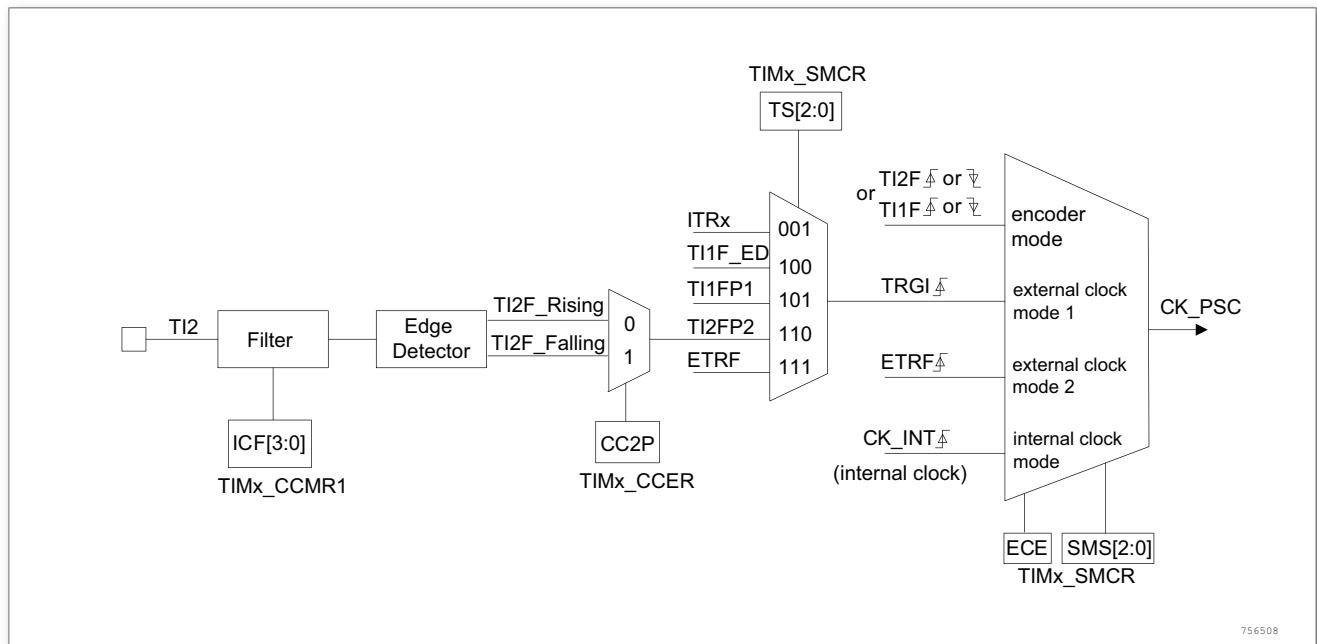 TIMx_SMCR
TS[2:0]
TI2F or
or
TI1F or
encoder
mode
ITRx
001
TI1F_ED
100
TI1FP1
101
TRGI
external clock
mode 1
CK_PSC
TI2
Filter
Edge
Detector
TI2F_Rising
0
TI2F_Falling
1
TI2FP2
110
ETRF
111
ETRF
external clock
mode 2
CK_INT
(internal clock)
internal clock
mode
ICF[3:0]
TIMx_CCMR1
CC2P
TIMx_CCER
ECE
SMS[2:0]
TIMx_SMCR
756508